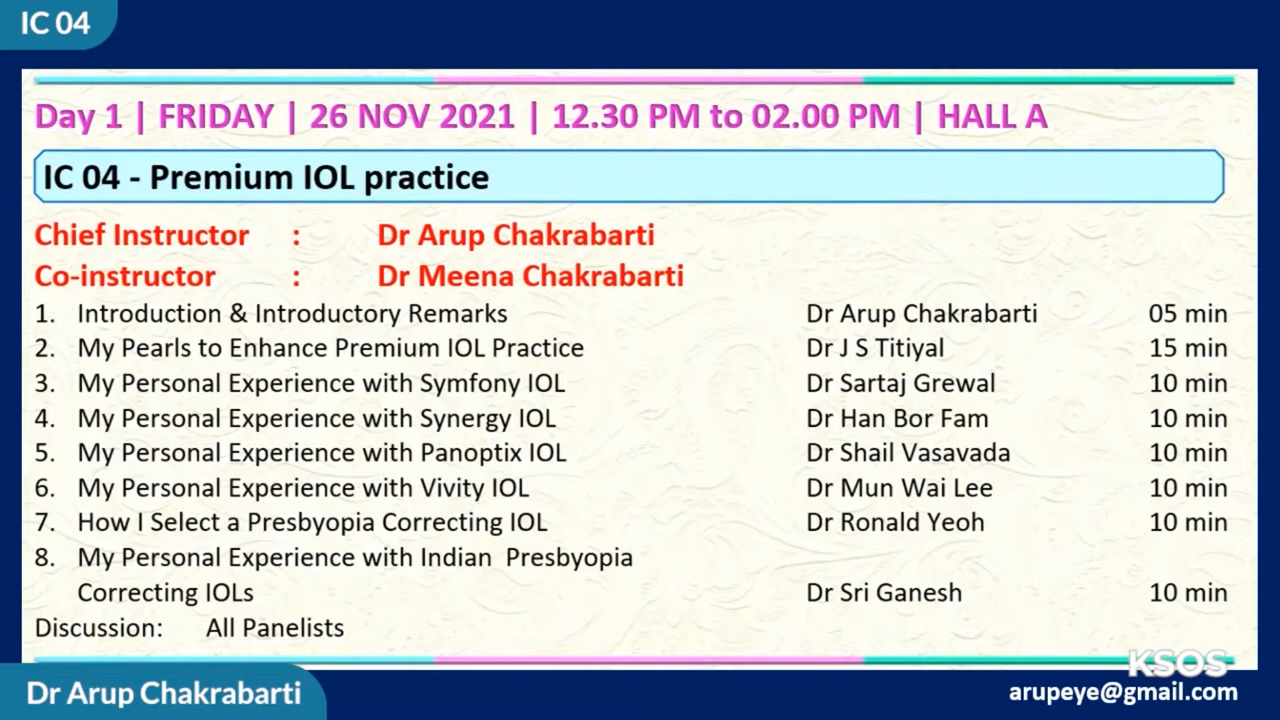 IC 04
Day 1 | FRIDAY | 26 NOV 2021 | 12.30 PM to 02.00 PM | HALL A
IC 04 - Premium IOL practice
Chief Instructor : Dr Arup Chakrabarti
Co-instructor : Dr Meena Chakrabarti
1. Introduction & Introductory Remarks Dr Arup Chakrabarti 05 min
2. My Pearls to Enhance Premium IOL Practice Dr J S Titiyal 15 min
3. My Personal Experience with Symfony IOL Dr Sartaj Grewal 10 min
4. My Personal Experience with Synergy IOL Dr Han Bor Fam 10 min
5. My Personal Experience with Panoptix IOL Dr Shail Vasavada 10 min
6. My Personal Experience with Vivity IOL Dr Mun Wai Lee 10 min
7. How I Select a Presbyopia Correcting IOL Dr Ronald Yeoh 10 min
8. My Personal Experience with Indian Presbyopia
Correcting IOLs Dr Sri Ganesh 10 min
Discussion: All Panelists
KSOS
Dr Arup Chakrabarti
arupeye@gmail.com